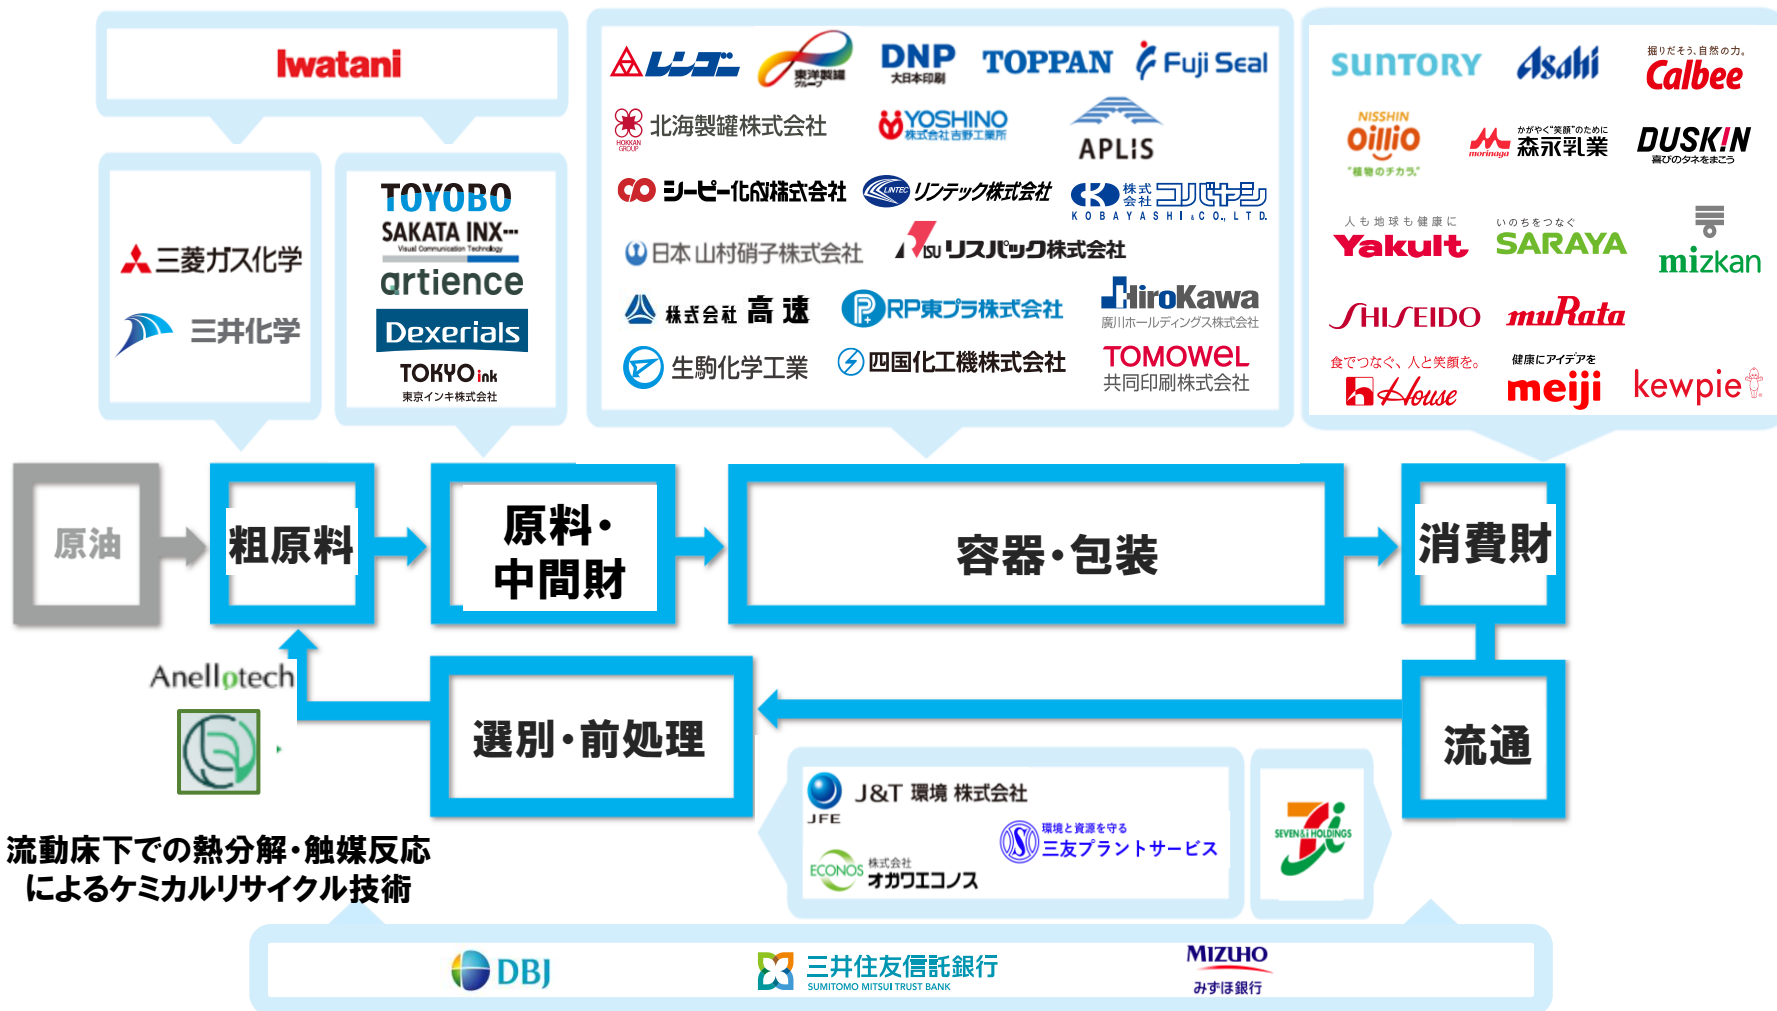 Iwatani
三菱ガス化学
三井化学
TOYOBO
SAKATA INX
Visual Communication Technology
artience
Dexerials
TOKYO ink
東京インキ株式会社
レンゴー
東洋製罐
グループ
DNP
大日本印刷
TOPPAN
Fuji Seal
HOKKAN
GROUP
北海製罐株式会社
YOSHINO
株式会社吉野工業所
APLIS
シーピー化成株式会社
LINTEC
リンテック株式会社
株式
会社
コバヤシ
KOBAYASHI & CO., LTD.
日本山村硝子株式会社
RISU リスパック株式会社
株式会社 高速
RP東プラ株式会社
HiroKawa
廣川ホールディングス株式会社
生駒化学工業
四国化工機株式会社
TOMOWEL
共同印刷株式会社
SUNTORY
Asahi
掘りだそう、自然の力。
Calbee
NISSHIN
OilliO
"植物のチカラ"
morinaga
かがやく"笑顔"のために
森永乳業
DUSKIN
喜びのタネをまこう
人も地球も健康に
Yakult
いのちをつなぐ
SARAYA
mizkan
SHISEIDO
muRata
食でつなぐ、人と笑顔を。
House
健康にアイデアを
meiji
kewpie
原油
粗原料
原料・
中間財
容器・包装
消費財
Anellotech
選別・前処理
流通
流動床下での熱分解・触媒反応
によるケミカルリサイクル技術
JFE
J&T 環境 株式会社
環境と資源を守る
三友プラントサービス
ECONOS
株式会社
オガワエコノス
SEVEN&i HOLDINGS
DBJ
三井住友信託銀行
SUMITOMO MITSUI TRUST BANK
MIZUHO
みずほ銀行